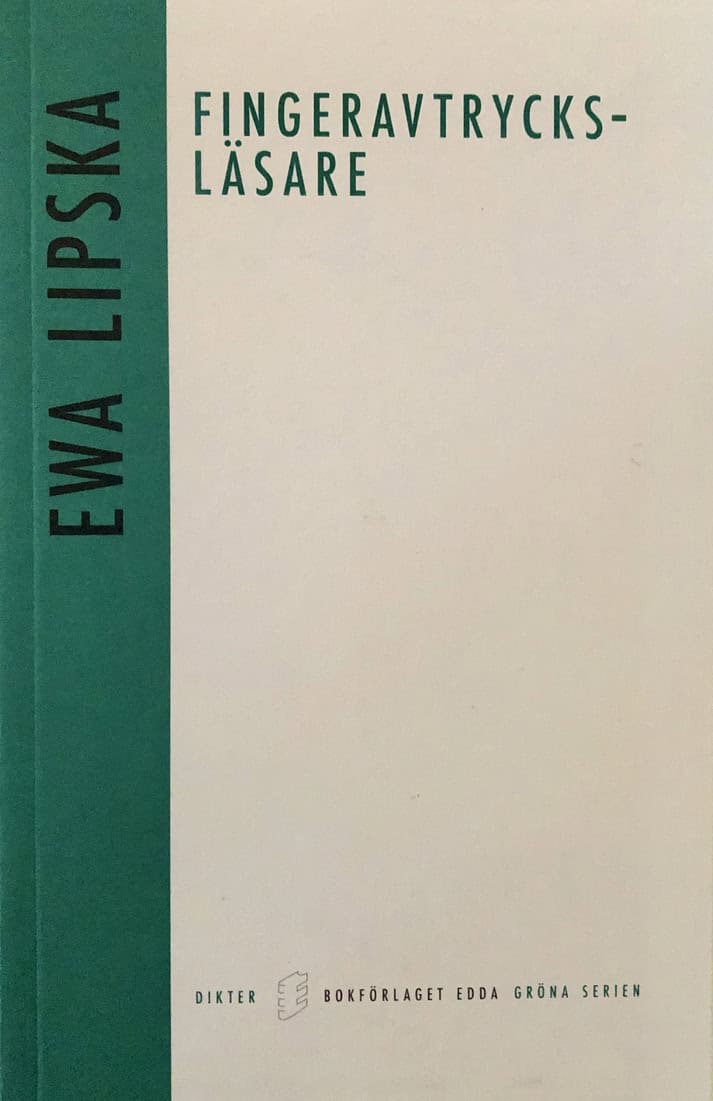 EWA LIPSKA
FINGERAVTRYCKS-
LÄSARE
DIKTER BOKFÖRLAGET EDDA GRÖNA SERIEN